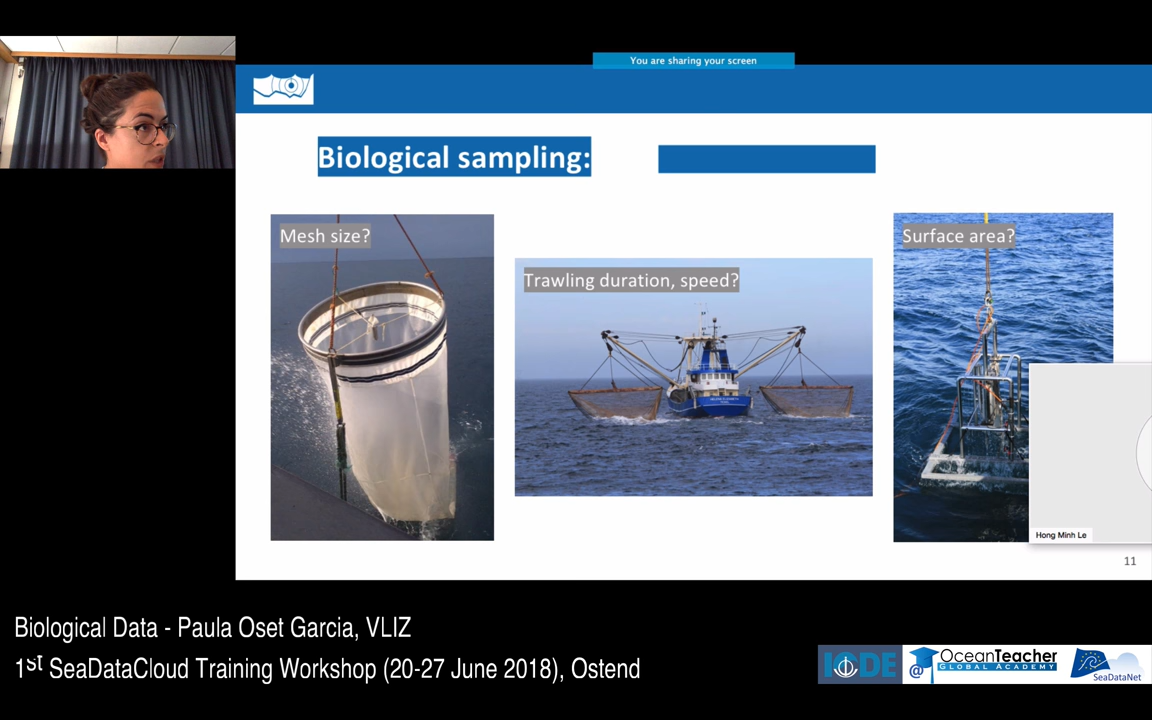 You are sharing your screen
Biological sampling:
Mesh size?
Trawling duration, speed?
Surface area?
Hong Minh Le
11
Biological Data - Paula Oset Garcia, VLIZ
1st SeaDataCloud Training Workshop (20-27 June 2018), Ostend
IODE
@
OceanTeacher
GLOBAL ACADEMY
SeaDataNet